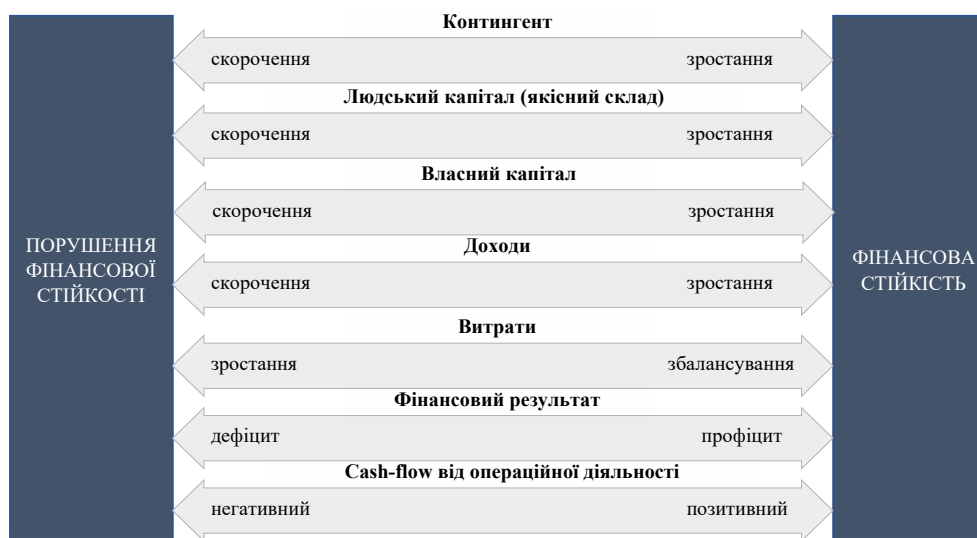 Контингент
скорочення зростання
Людський капітал (якісний склад)
скорочення зростання
Власний капітал
скорочення зростання
Доходи
скорочення зростання
Витрати
зростання збалансування
Фінансовий результат
дефіцит профіцит
Cash-flow від операційної діяльності
негативний позитивний
ПОРУШЕННЯ
ФІНАНСОВОЇ
СТІЙКОСТІ
ФІНАНСОВА
СТІЙКІСТЬ